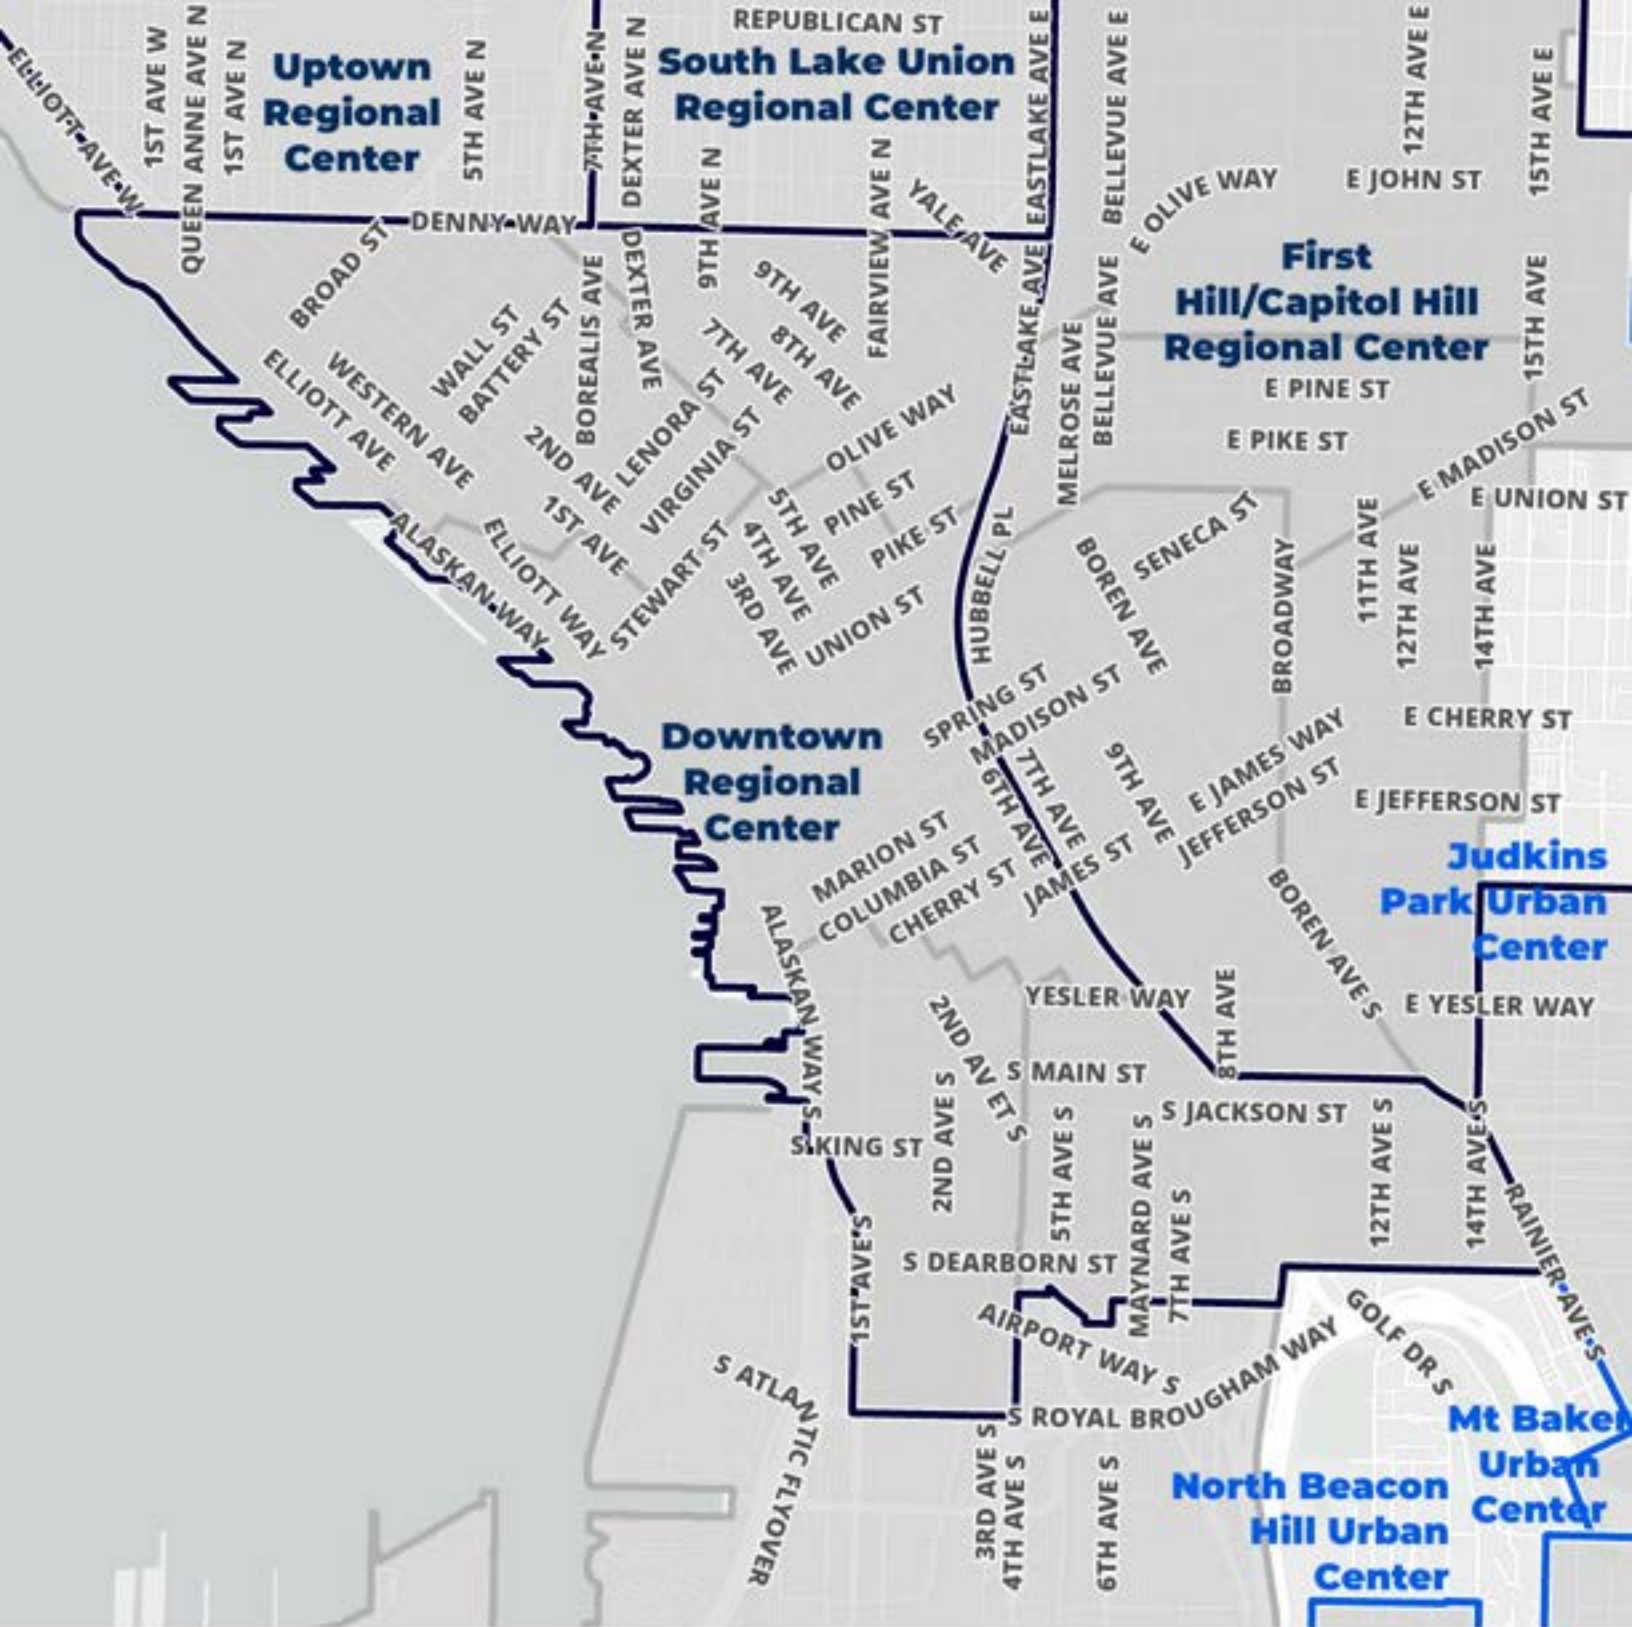 REPUBLICAN ST
ELLIOTT AVE W
1ST AVE W
QUEEN ANNE AVE N
1ST AVE N
Uptown
Regional
Center
5TH AVE N
7TH AVE N
DEXTER AVE N
South Lake Union
Regional Center
9TH AVE N
FAIRVIEW AVE N
YALE AVE
EASTLAKE AVE E
BELLEVUE AVE E
E OLIVE WAY
12TH AVE E
E JOHN ST
15TH AVE E
DENNY WAY
BROAD ST
WALL ST
BATTERY ST
BOREALIS AVE
DEXTER AVE
9TH AVE
8TH AVE
7TH AVE
EASTLAKE AVE
MELROSE AVE
BELLEVUE AVE
First
Hill/Capitol Hill
Regional Center
15TH AVE
E PINE ST
E PIKE ST
E MADISON ST
E UNION ST
ELLIOTT AVE
WESTERN AVE
2ND AVE
1ST AVE
LENORA ST
VIRGINIA ST
OLIVE WAY
PINE ST
PIKE ST
5TH AVE
4TH AVE
3RD AVE
STEWART ST
UNION ST
ALASKAN WAY
ELLIOTT WAY
HUBBELL PL
BOREN AVE
SENECA ST
BROADWAY
11TH AVE
12TH AVE
14TH AVE
SPRING ST
MADISON ST
Downtown
Regional
Center
6TH AVE
7TH AVE
9TH AVE
E JAMES WAY
JEFFERSON ST
E CHERRY ST
E JEFFERSON ST
MARION ST
COLUMBIA ST
CHERRY ST
JAMES ST
Judkins
Park Urban
Center
BOREN AVE S
ALASKAN WAY S
YESLER WAY
8TH AVE
E YESLER WAY
2ND AV ET S
S MAIN ST
S JACKSON ST
S KING ST
2ND AVE S
5TH AVE S
MAYNARD AVE S
7TH AVE S
12TH AVE S
14TH AVE S
RAINIER AVE S
1ST AVE S
S DEARBORN ST
AIRPORT WAY S
GOLF DR S
S ATLANTIC FLYOVER
S ROYAL BROUGHAM WAY
3RD AVE S
4TH AVE S
6TH AVE S
Mt Baker
Urban
Center
North Beacon
Hill Urban
Center